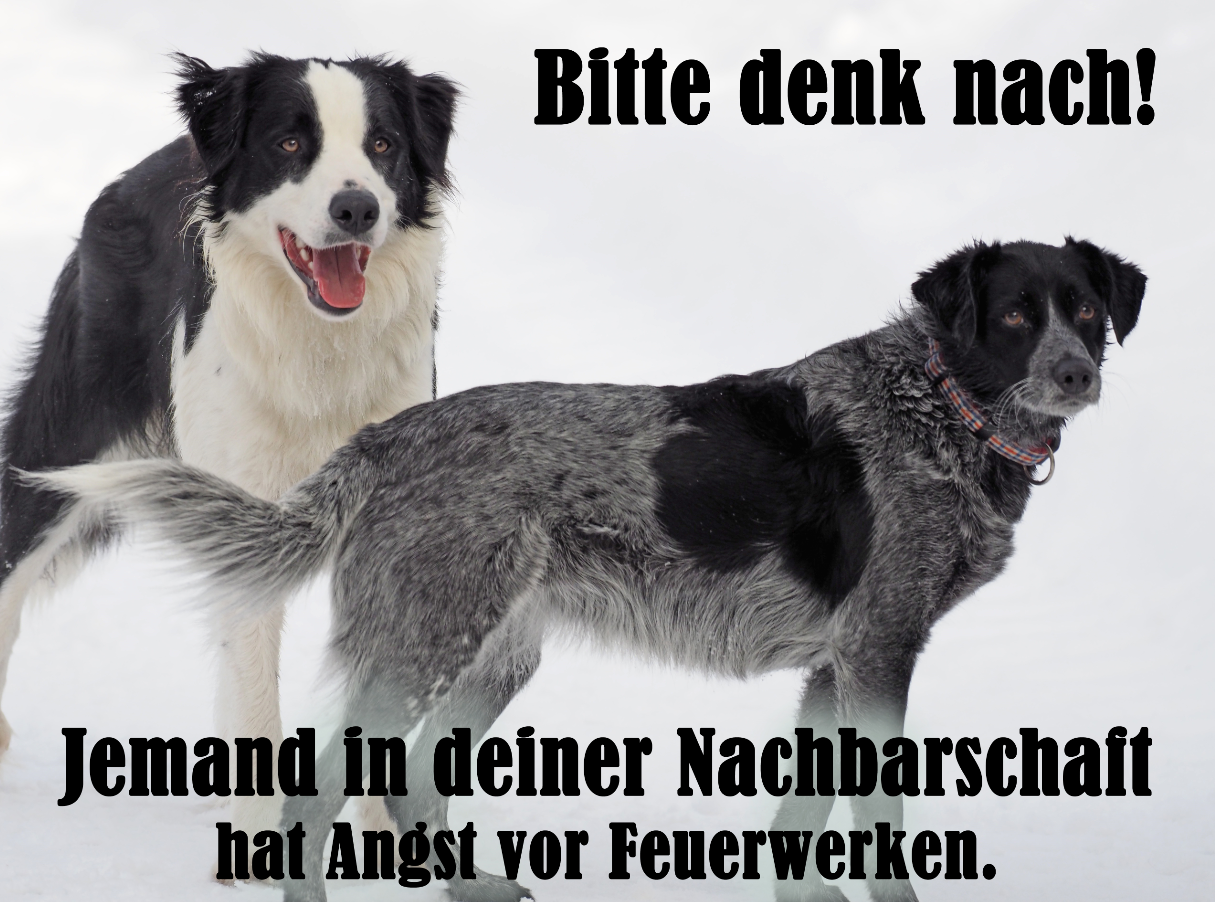 Bitte denk nach!
Jemand in deiner Nachbarschaft
hat Angst vor Feuerwerken.